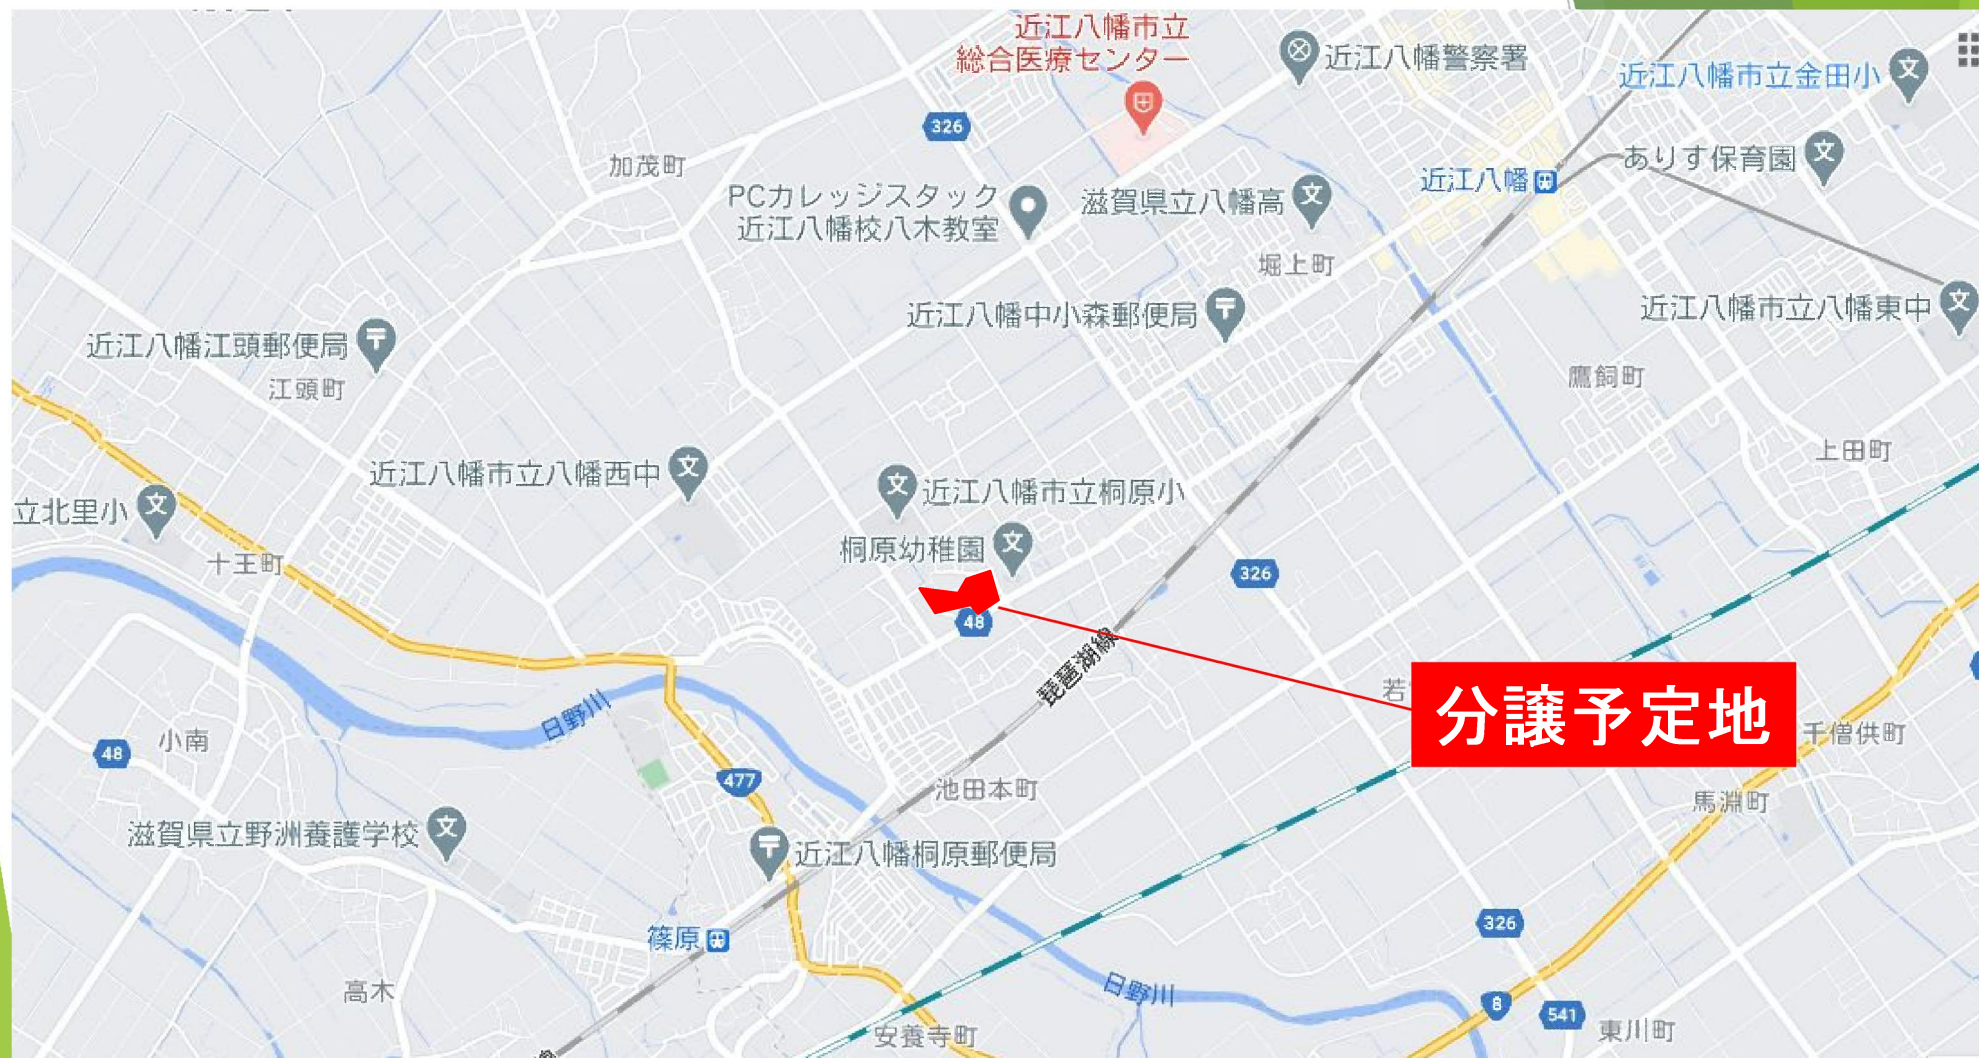 近江八幡市立
総合医療センター
近江八幡警察署
近江八幡市立金田小
326
加茂町
ありす保育園
近江八幡
PCカレッジスタック
近江八幡校八木教室
滋賀県立八幡高
堀上町
近江八幡市立八幡東中
近江八幡中小森郵便局
近江八幡江頭郵便局
江頭町
鷹飼町
上田町
近江八幡市立八幡西中
近江八幡市立桐原小
立北里小
桐原幼稚園
十王町
326
48
琵琶湖線
若
分譲予定地
千僧供町
日野川
小南
48
477
池田本町
馬淵町
滋賀県立野洲養護学校
近江八幡桐原郵便局
篠原
326
高木
日野川
8
541
安養寺町
東川町